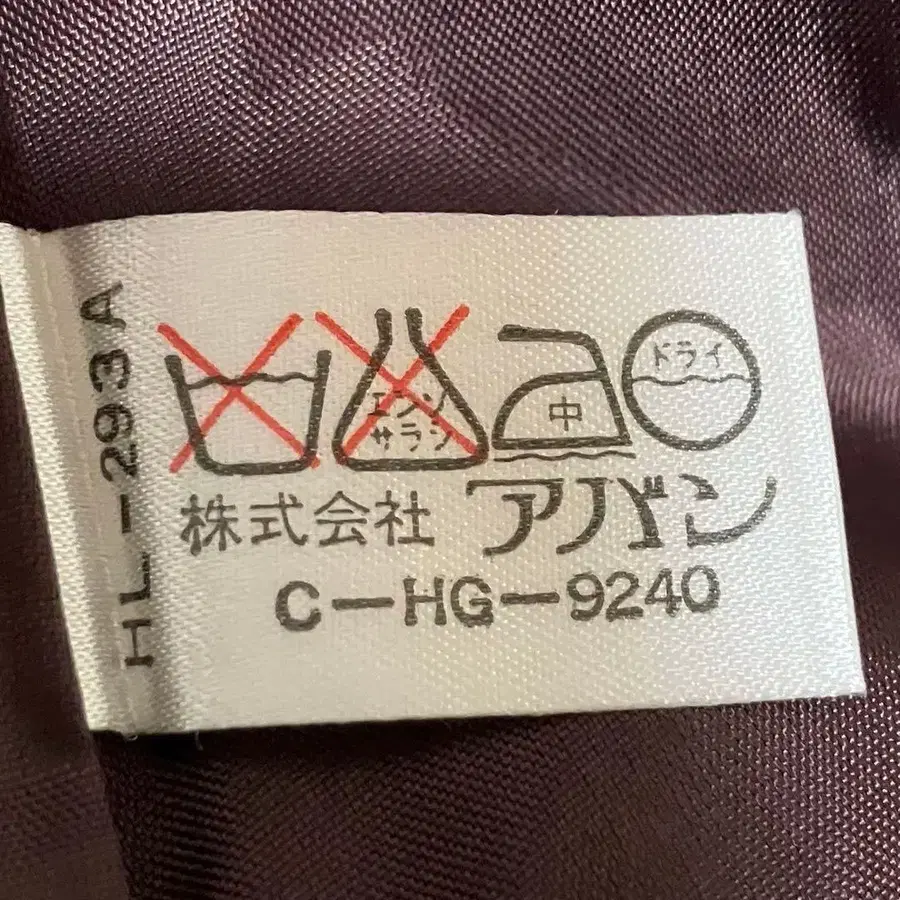 HL-293A
エンソ
サラシ
中
ドライ
株式会社 アバン
C-HG-9240